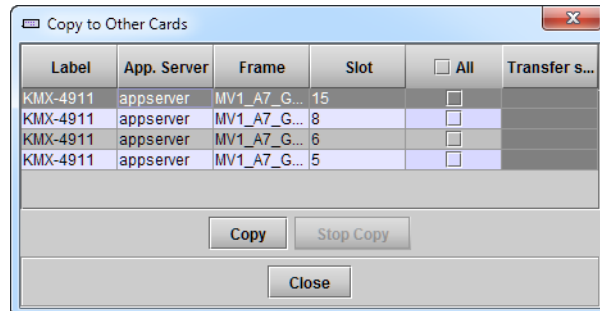 Copy to Other Cards
Label App. Server Frame Slot All Transfer s...
KMX-4911 appserver MV1_A7_G... 15
KMX-4911 appserver MV1_A7_G... 8
KMX-4911 appserver MV1_A7_G... 6
KMX-4911 appserver MV1_A7_G... 5
Copy Stop Copy
Close